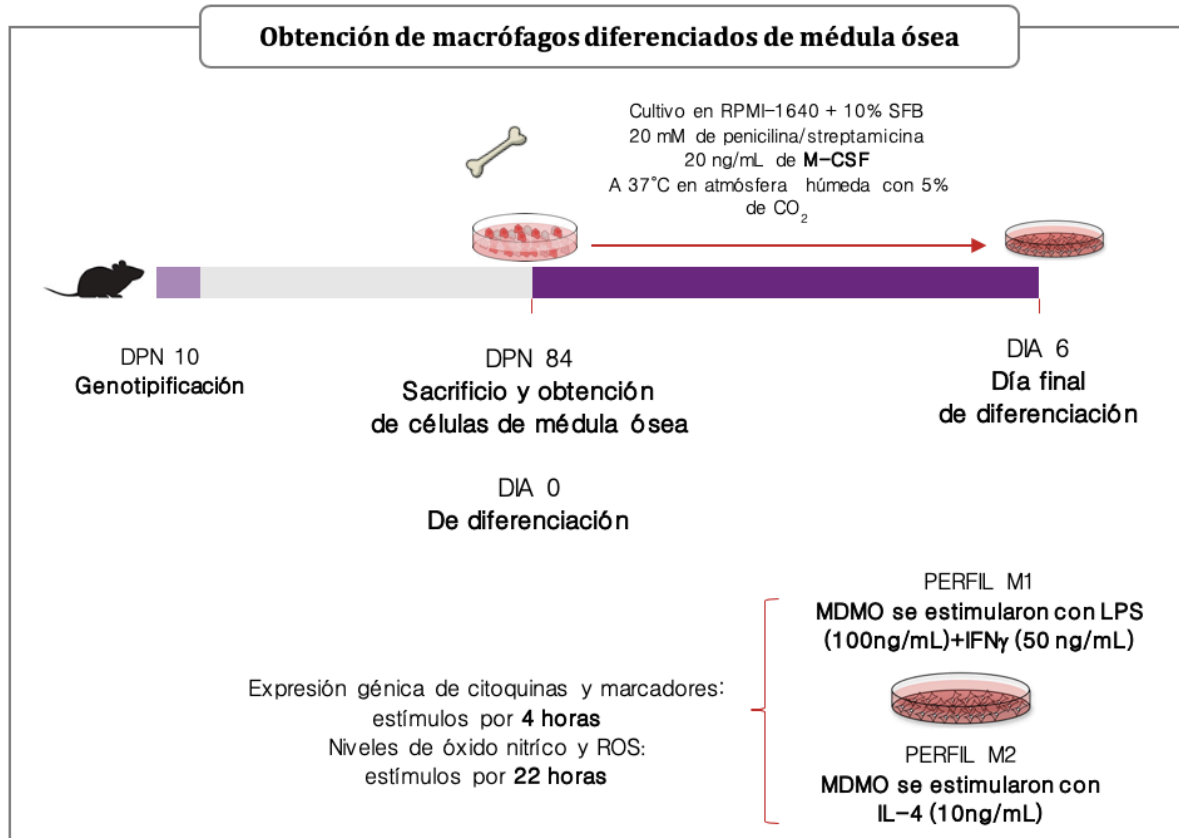 Obtención de macrófagos diferenciados de médula ósea
Cultivo en RPMI-1640 + 10% SFB
20 mM de penicilina/streptamicina
20 ng/mL de M-CSF
A 37°C en atmósfera húmeda con 5%
de CO2
DPN 10
Genotipificación
DPN 84
Sacrificio y obtención
de células de médula ósea
DIA 6
Día final
de diferenciación
DIA 0
De diferenciación
PERFIL M1
MDMO se estimularon con LPS
(100ng/mL)+IFNγ (50 ng/mL)
Expresión génica de citoquinas y marcadores:
estímulos por 4 horas
Niveles de óxido nitríco y ROS:
estímulos por 22 horas
PERFIL M2
MDMO se estimularon con
IL-4 (10ng/mL)